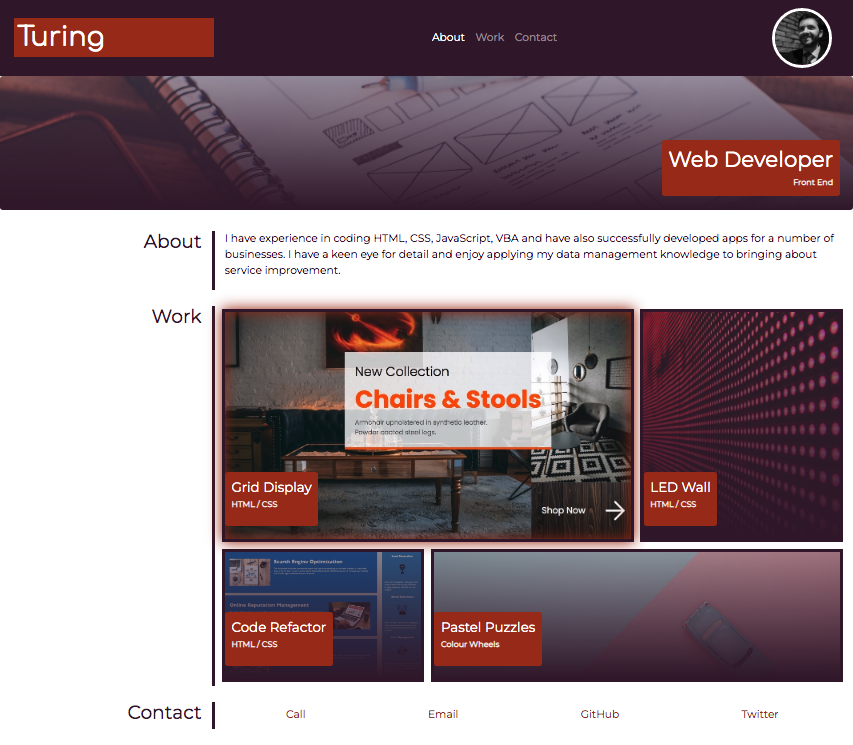 Turing
About Work Contact
Web Developer
Front End
About
I have experience in coding HTML, CSS, JavaScript, VBA and have also successfully developed apps for a number of
businesses. I have a keen eye for detail and enjoy applying my data management knowledge to bringing about
service improvement.
Work
New Collection
Chairs & Stools
Armchair upholstered in synthetic leather.
Powder coated steel legs.
Shop Now
Grid Display
HTML / CSS
LED Wall
HTML / CSS
Search Engine Optimization
Online Reputation Management
Code Refactor
HTML / CSS
Pastel Puzzles
Colour Wheels
Contact
Call Email GitHub Twitter